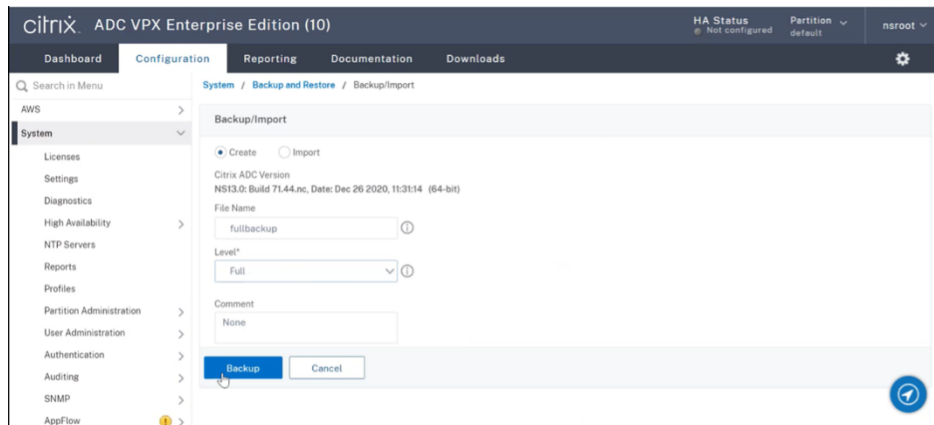 citrix. ADC VPX Enterprise Edition (10)
HA Status
Not configured
Partition
default
nsroot
Dashboard Configuration Reporting Documentation Downloads
Search in Menu
System / Backup and Restore / Backup/Import
AWS
System
Licenses
Settings
Diagnostics
High Availability
NTP Servers
Reports
Profiles
Partition Administration
User Administration
Authentication
Auditing
SNMP
AppFlow
Backup/Import
Create Import
Citrix ADC Version
NS13.0: Build 71.44.nc, Date: Dec 26 2020, 11:31:14 (64-bit)
File Name
fullbackup
Level*
Full
Comment
None
Backup Cancel